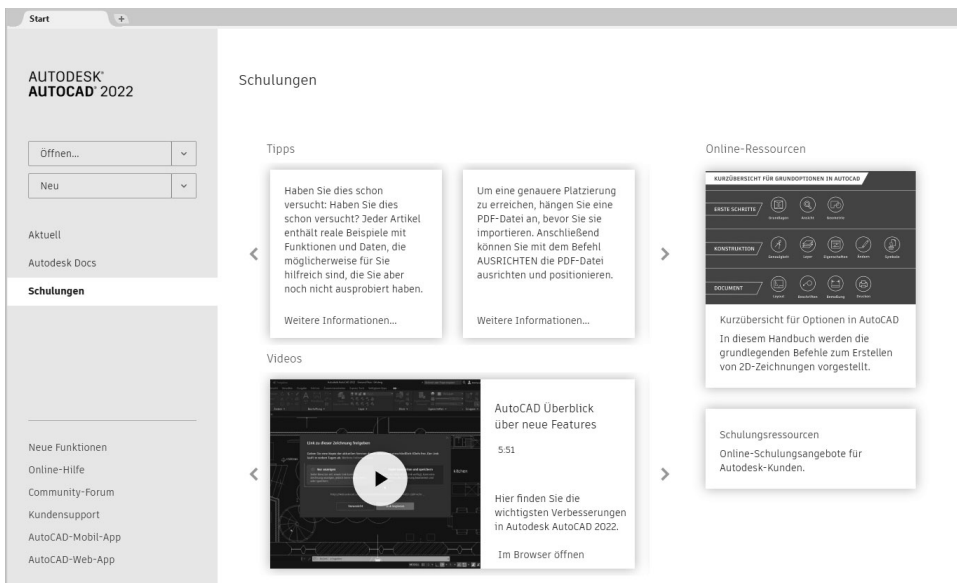 Start
+
AUTODESK®
AUTOCAD® 2022
Öffnen...
Neu
Aktuell
Autodesk Docs
Schulungen
Neue Funktionen
Online-Hilfe
Community-Forum
Kundensupport
AutoCAD-Mobil-App
AutoCAD-Web-App
Schulungen
Tipps
Haben Sie dies schon
versucht: Haben Sie dies
schon versucht? Jeder Artikel
enthält reale Beispiele mit
Funktionen und Daten, die
möglicherweise für Sie
hilfreich sind, die Sie aber
noch nicht ausprobiert haben.
Weitere Informationen...
Um eine genauere Platzierung
zu erreichen, hängen Sie eine
PDF-Datei an, bevor Sie sie
importieren. Anschließend
können Sie mit dem Befehl
AUSRICHTEN die PDF-Datei
ausrichten und positionieren.
Weitere Informationen...
Videos
kitchen
AutoCAD Überblick
über neue Features
5:51
Hier finden Sie die
wichtigsten Verbesserungen
in Autodesk AutoCAD 2022.
Im Browser öffnen
Online-Ressourcen
KURZÜBERSICHT FÜR GRUNDOPTIONEN IN AUTOCAD
ERSTE SCHRITTE
KONSTRUKTION
DOCUMENT
Kurzübersicht für Optionen in AutoCAD
In diesem Handbuch werden die
grundlegenden Befehle zum Erstellen
von 2D-Zeichnungen vorgestellt.
Schulungsressourcen
Online-Schulungsangebote für
Autodesk-Kunden.